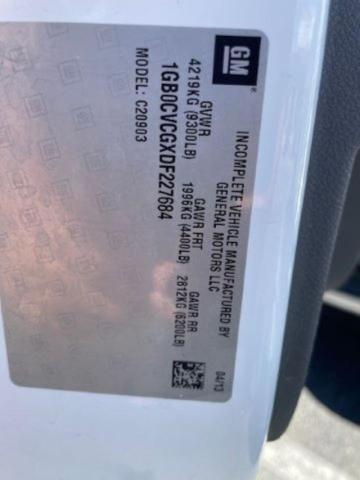 GM
INCOMPLETE VEHICLE MANUFACTURED BY
GENERAL MOTORS LLC
04/13
GVWR GAWR FRT GAWR RR
4219KG (9300LB) 1996KG (4400LB) 2812KG (6200LB)
1GB0CVCGXDF227684
MODEL: C20903